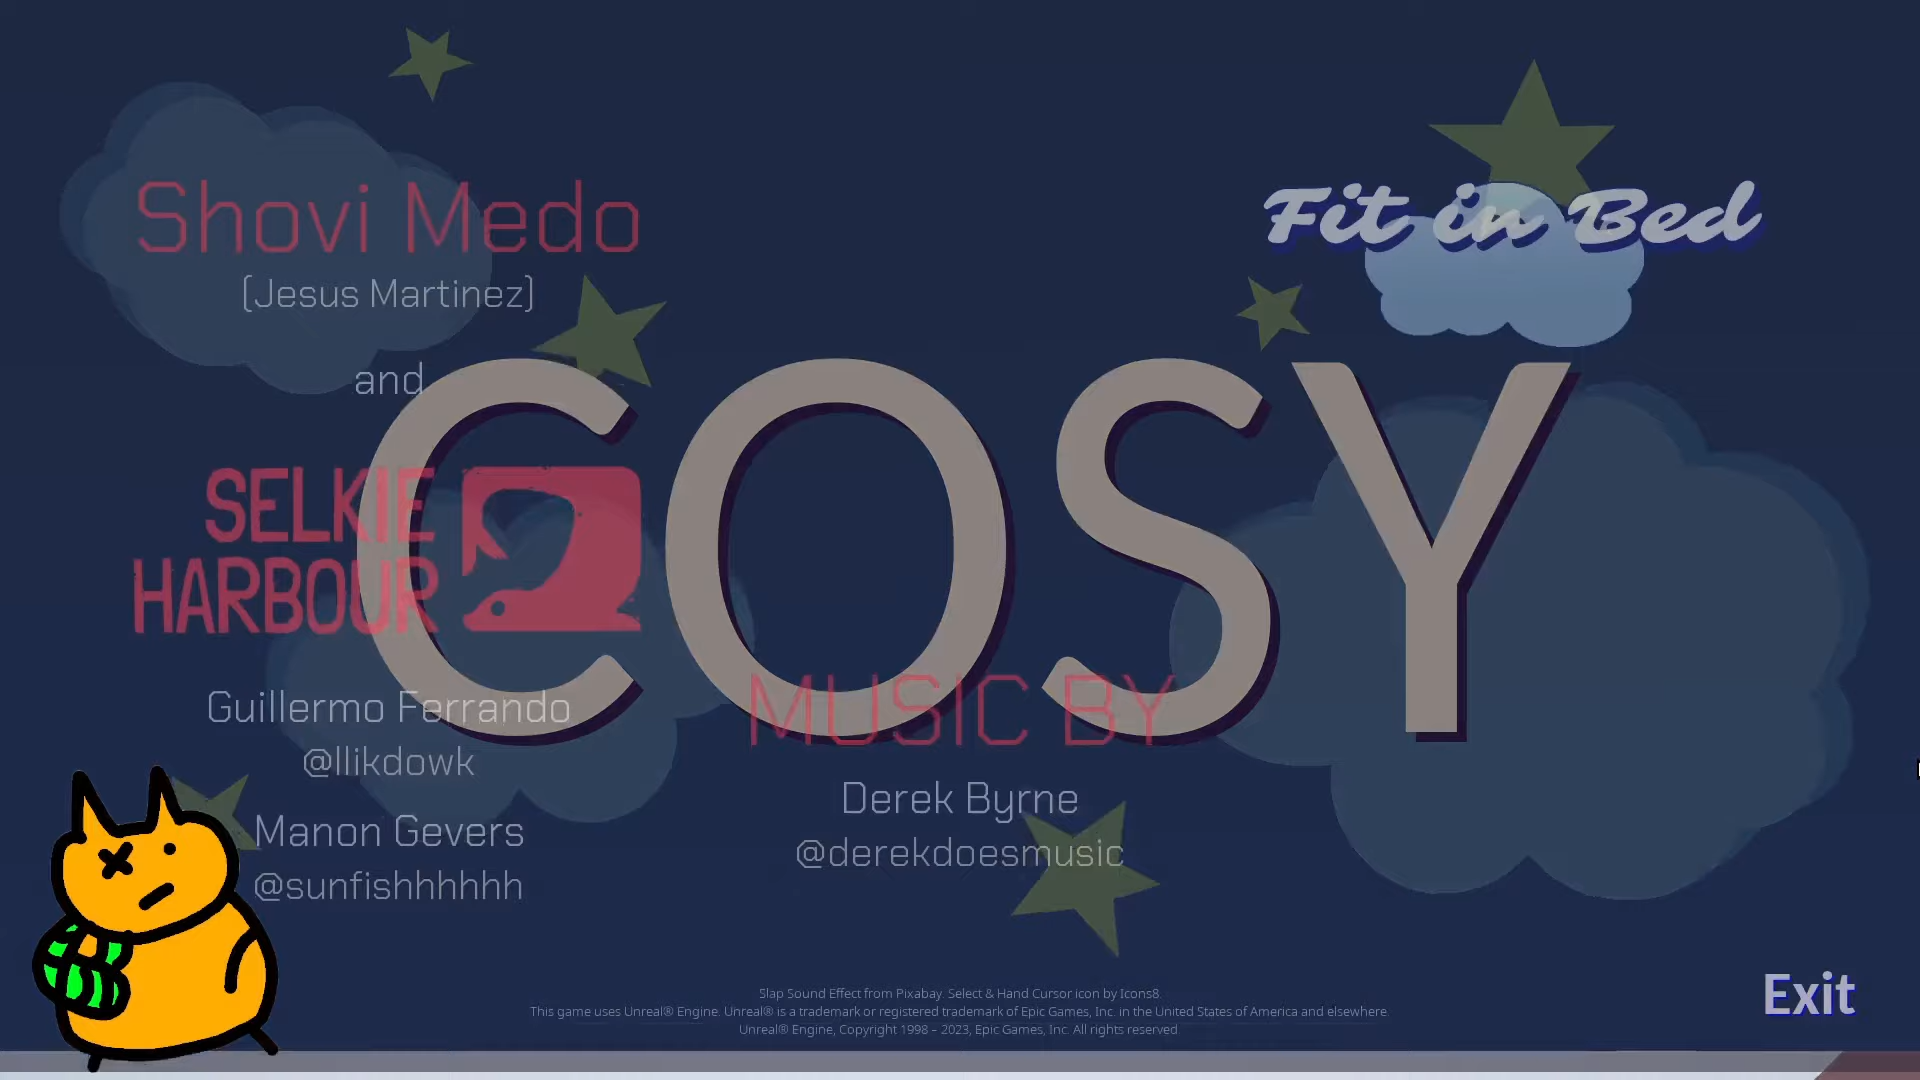 Shovi Medo
(Jesus Martinez)
and
SELKIE
HARBOUR
Guillermo Ferrando
@llikdowk
Manon Gevers
@sunfishhhhhh
Fit in Bed
COSY
MUSIC BY
Derek Byrne
@derekdoesmusic
Slap Sound Effect from Pixabay. Select & Hand Cursor icon by Icons8.
This game uses Unreal® Engine. Unreal® is a trademark or registered trademark of Epic Games, Inc. in the United States of America and elsewhere.
Unreal® Engine, Copyright 1998 – 2023, Epic Games, Inc. All rights reserved.
Exit